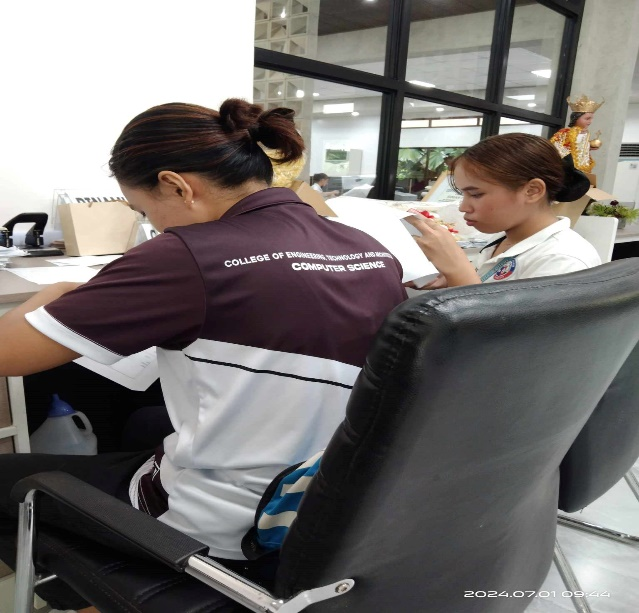 COLLEGE OF ENGINEERING, TECHNOLOGY AND
COMPUTER SCIENCE
2024.07.01 09:44